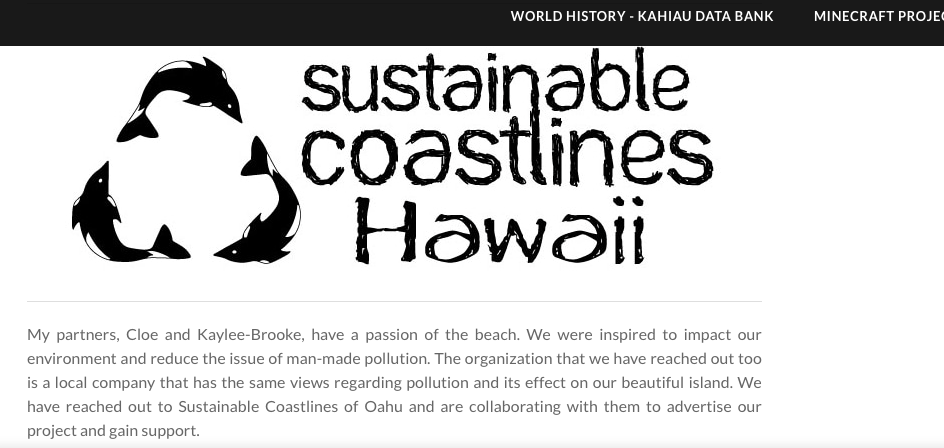 WORLD HISTORY - KAHIAU DATA BANK MINECRAFT
sustainable
coastlines
Hawaii
My partners, Cloe and Kaylee-Brooke, have a passion of the beach. We were inspired to impact our
environment and reduce the issue of man-made pollution. The organization that we have reached out too
is a local company that has the same views regarding pollution and its effect on our beautiful island. We
have reached out to Sustainable Coastlines of Oahu and are collaborating with them to advertise our
project and gain support.